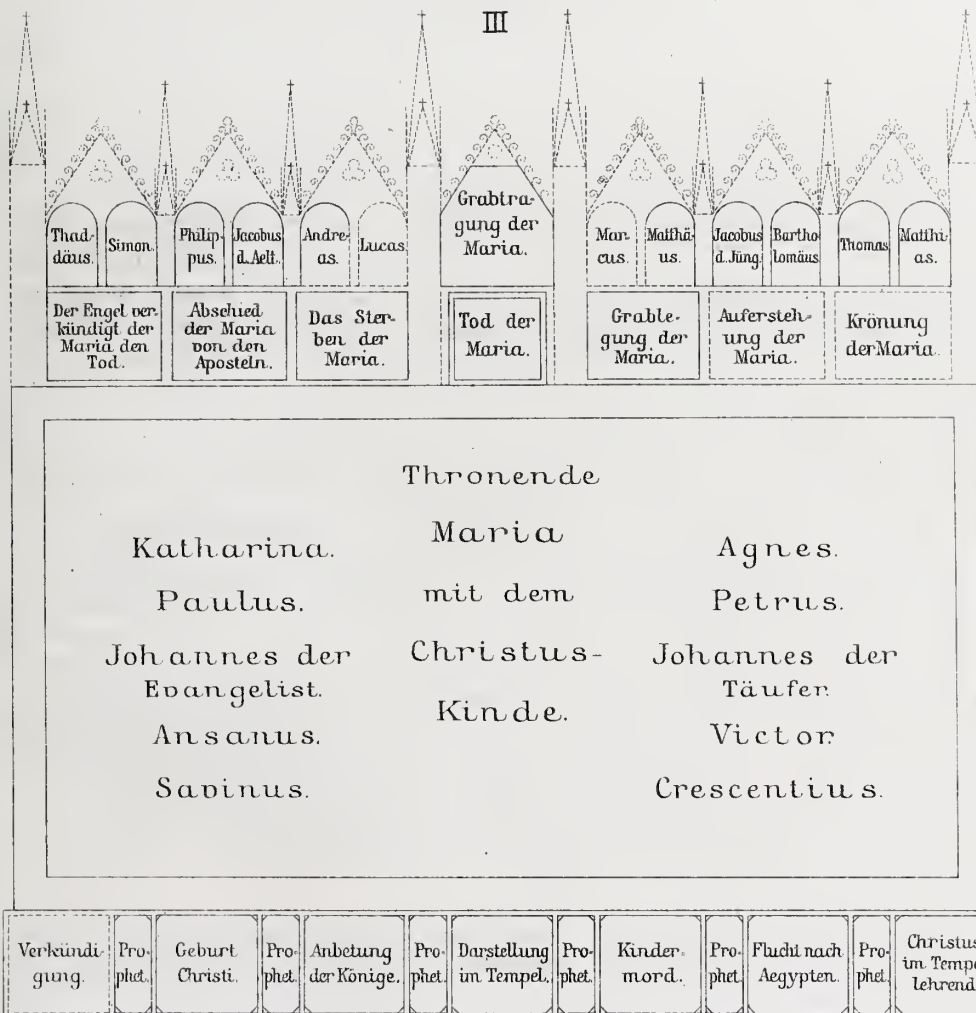 III
Thad-
däus.
Simon.
Philip-
pus.
Jacobus
d. Aelt.
Andre-
as.
Lucas.
Grabtra-
gung der
Maria.
Mar-
cus.
Matthä-
us.
Jacobus
d. Jüng.
Bartho-
lomäus.
Thomas.
Matthi-
as.
Der Engel ver-
kündigt der
Maria den
Tod.
Abschied
der Maria
von den
Aposteln.
Das Ster-
ben der
Maria.
Tod der
Maria.
Grable-
gung der
Maria.
Aufersteh-
ung der
Maria.
Krönung
der Maria.
Thronende
Maria
mit dem
Christus-
Kinde.
Katharina.
Paulus.
Johannes der
Evangelist.
Ansanus.
Savinus.
Agnes.
Petrus.
Johannes der
Täufer.
Victor.
Crescentius.
Verkündi-
gung.
Pro-
phet.
Geburt
Christi.
Pro-
phet.
Anbetung
der Könige.
Pro-
phet.
Darstellung
im Tempel.
Pro-
phet.
Kinder-
mord.
Pro-
phet.
Flucht nach
Aegypten.
Pro-
phet.
Christus
im Tempe
lehrend